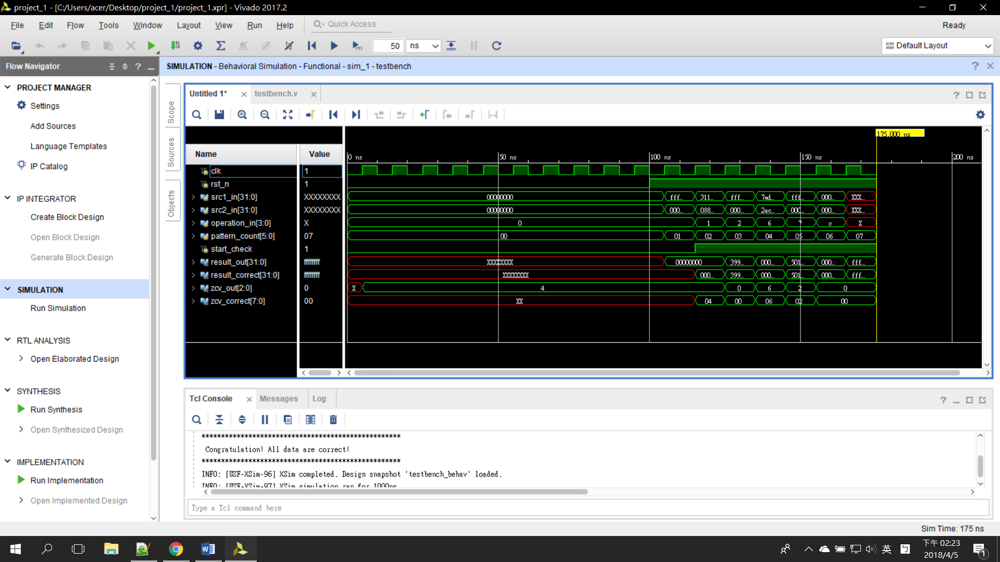 project_1 - [C:/Users/acer/Desktop/project_1/project_1.xpr] - Vivado 2017.2
File Edit Flow Tools Window Layout View Run Help Quick Access Ready
50 ns Default Layout
Flow Navigator
SIMULATION - Behavioral Simulation - Functional - sim_1 - testbench
PROJECT MANAGER
Settings
Add Sources
Language Templates
IP Catalog
IP INTEGRATOR
Create Block Design
Open Block Design
Generate Block Design
SIMULATION
Run Simulation
RTL ANALYSIS
Open Elaborated Design
SYNTHESIS
Run Synthesis
Open Synthesized Design
IMPLEMENTATION
Run Implementation
Open Implemented Design
Scope
Sources
Objects
Untitled 1* testbench.v
175.000 ns
Name Value 0 ns 50 ns 100 ns 150 ns 200 ns
clk 1
rst_n 1
src1_in[31:0] XXXXXXXX 00000000 fff... 311... fff... 7ed... fff... 000... XXX...
src2_in[31:0] XXXXXXXX 00000000 000... 088... 000... 2ec... 000... 000... XXX...
operation_in[3:0] X 0 1 2 6 7 c X
pattern_count[5:0] 07 00 01 02 03 04 05 06 07
start_check 1
result_out[31:0] ffffffff XXXXXXXX 00000000 399... 000... 501... 000... fff...
result_correct[31:0] ffffffff XXXXXXXX 000... 399... 000... 501... 000... fff...
zcv_out[2:0] 0 X 4 0 6 2 0
zcv_correct[7:0] 00 XX 04 00 06 02 00
Tcl Console Messages Log
***************************************************
Congratulation! All data are correct!
***************************************************
INFO: [USF-XSim-96] XSim completed. Design snapshot 'testbench_behav' loaded.
INFO: [USF-XSim-97] XSim simulation ran for 1000ns
Type a Tcl command here
Sim Time: 175 ns
英
下午 02:23
2018/4/5
1